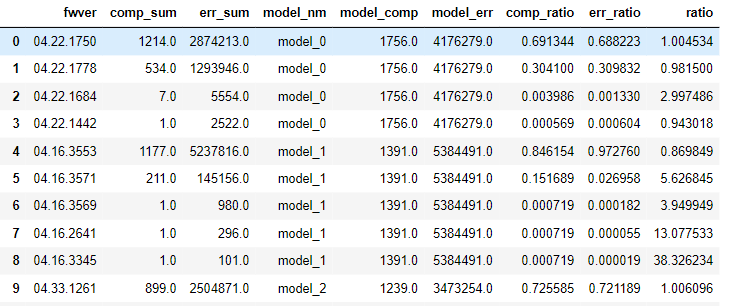 fwver comp_sum err_sum model_nm model_comp model_err comp_ratio err_ratio ratio
0 04.22.1750 1214.0 2874213.0 model_0 1756.0 4176279.0 0.691344 0.688223 1.004534
1 04.22.1778 534.0 1293946.0 model_0 1756.0 4176279.0 0.304100 0.309832 0.981500
2 04.22.1684 7.0 5554.0 model_0 1756.0 4176279.0 0.003986 0.001330 2.997486
3 04.22.1442 1.0 2522.0 model_0 1756.0 4176279.0 0.000569 0.000604 0.943018
4 04.16.3553 1177.0 5237816.0 model_1 1391.0 5384491.0 0.846154 0.972760 0.869849
5 04.16.3571 211.0 145156.0 model_1 1391.0 5384491.0 0.151689 0.026958 5.626845
6 04.16.3569 1.0 980.0 model_1 1391.0 5384491.0 0.000719 0.000182 3.949949
7 04.16.2641 1.0 296.0 model_1 1391.0 5384491.0 0.000719 0.000055 13.077533
8 04.16.3345 1.0 101.0 model_1 1391.0 5384491.0 0.000719 0.000019 38.326234
9 04.33.1261 899.0 2504871.0 model_2 1239.0 3473254.0 0.725585 0.721189 1.006096